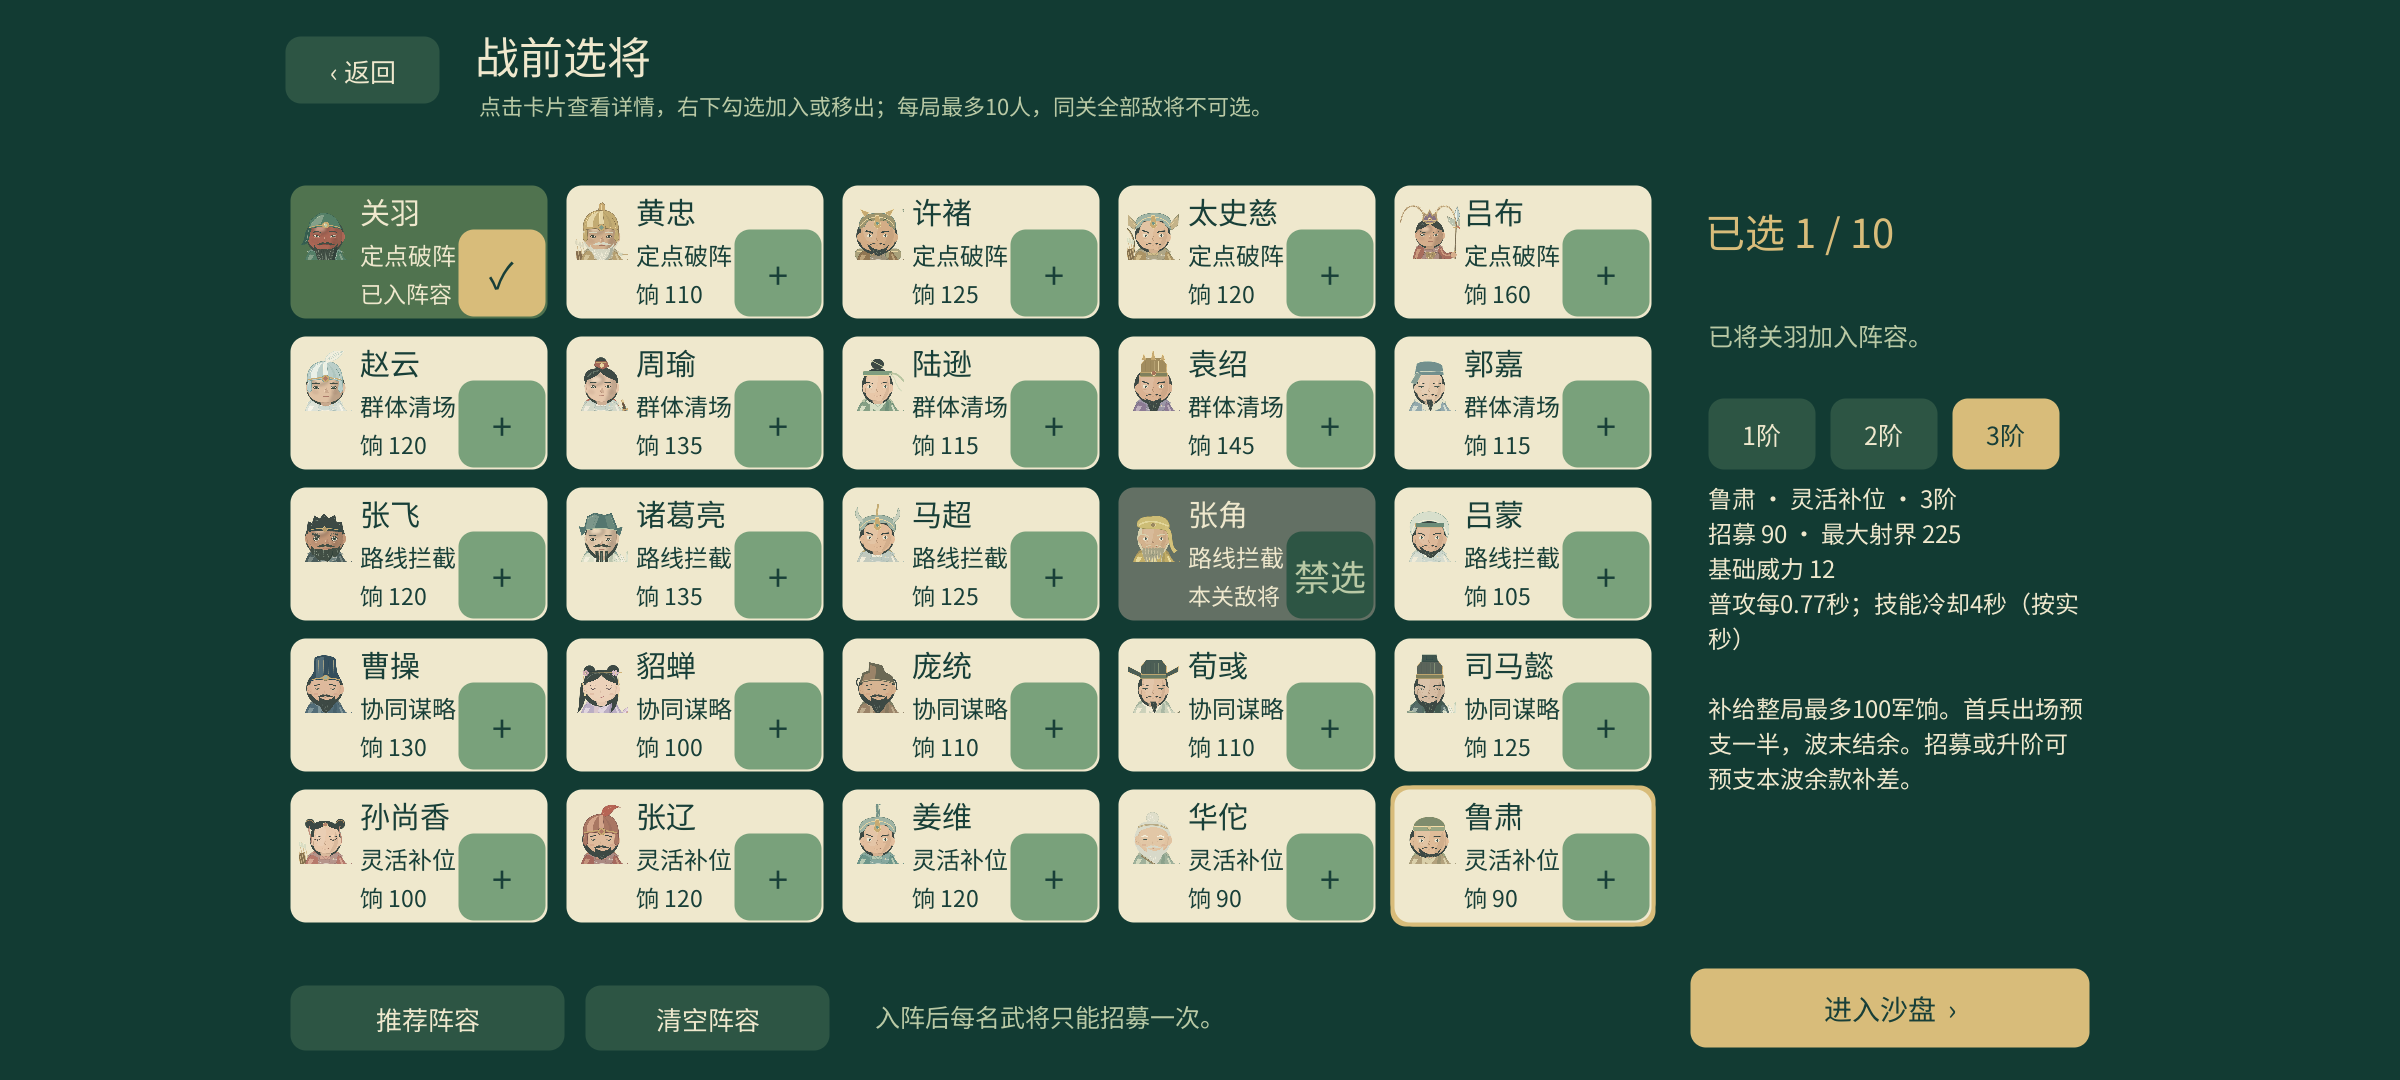 ‹ 返回
战前选将
点击卡片查看详情，右下勾选加入或移出；每局最多10人，同关全部敌将不可选。
关羽
定点破阵
已入阵容
✓
黄忠
定点破阵
饷 110
+
许褚
定点破阵
饷 125
+
太史慈
定点破阵
饷 120
+
吕布
定点破阵
饷 160
+
赵云
群体清场
饷 120
+
周瑜
群体清场
饷 135
+
陆逊
群体清场
饷 115
+
袁绍
群体清场
饷 145
+
郭嘉
群体清场
饷 115
+
张飞
路线拦截
饷 120
+
诸葛亮
路线拦截
饷 135
+
马超
路线拦截
饷 125
+
张角
路线拦截
本关敌将
禁选
吕蒙
路线拦截
饷 105
+
曹操
协同谋略
饷 130
+
貂蝉
协同谋略
饷 100
+
庞统
协同谋略
饷 110
+
荀彧
协同谋略
饷 110
+
司马懿
协同谋略
饷 125
+
孙尚香
灵活补位
饷 100
+
张辽
灵活补位
饷 120
+
姜维
灵活补位
饷 120
+
华佗
灵活补位
饷 90
+
鲁肃
灵活补位
饷 90
+
已选 1 / 10
已将关羽加入阵容。
1阶
2阶
3阶
鲁肃 · 灵活补位 · 3阶
招募 90 · 最大射界 225
基础威力 12
普攻每0.77秒；技能冷却4秒（按实
秒）
补给整局最多100军饷。首兵出场预
支一半，波末结余。招募或升阶可
预支本波余款补差。
推荐阵容
清空阵容
入阵后每名武将只能招募一次。
进入沙盘 ›